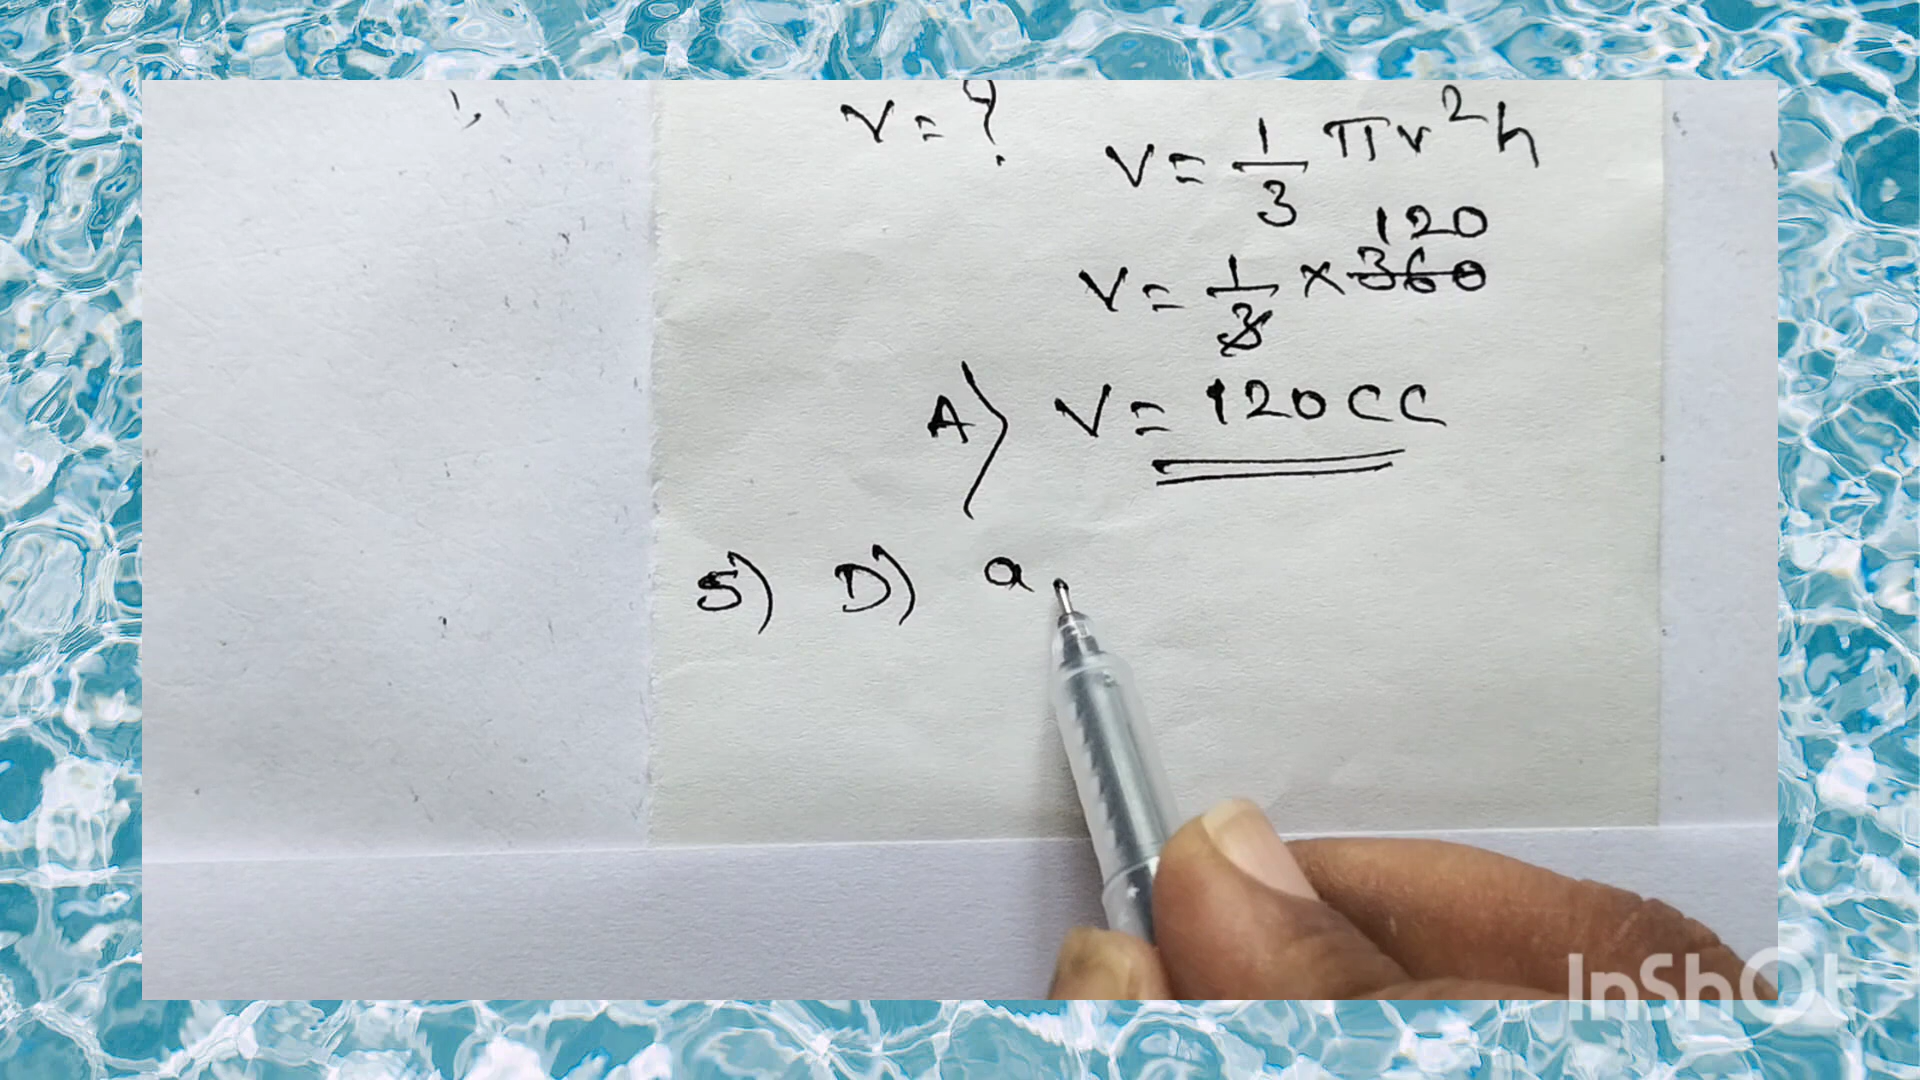 V = ?
V = 1/3 πr²h
120
V = 1/3 × 360
A) V = 120 CC
5) D) a
InShOt